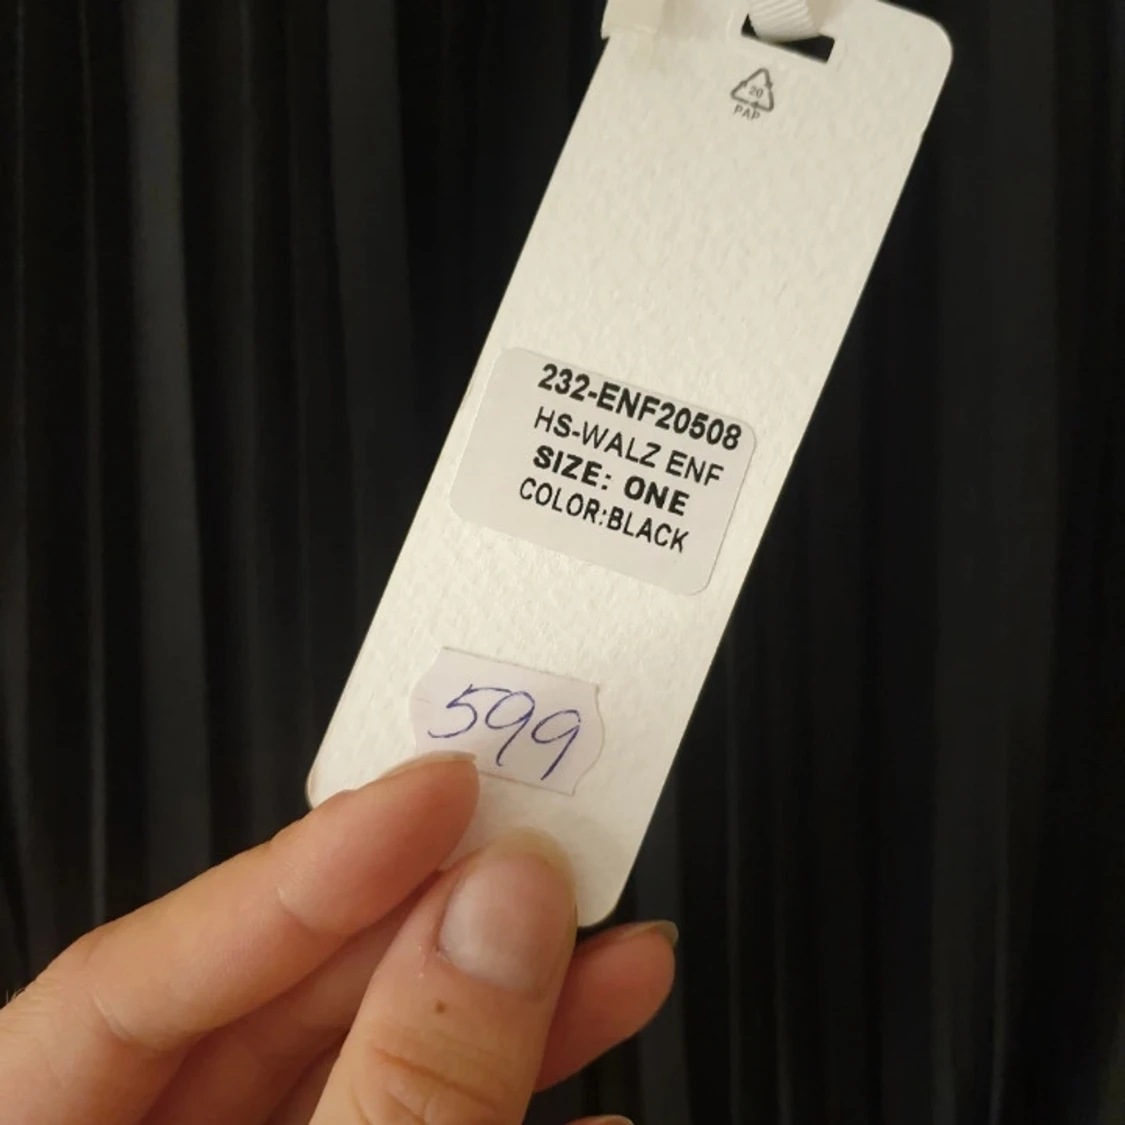 20
PAP
232-ENF20508
HS-WALZ ENF
SIZE: ONE
COLOR:BLACK
599